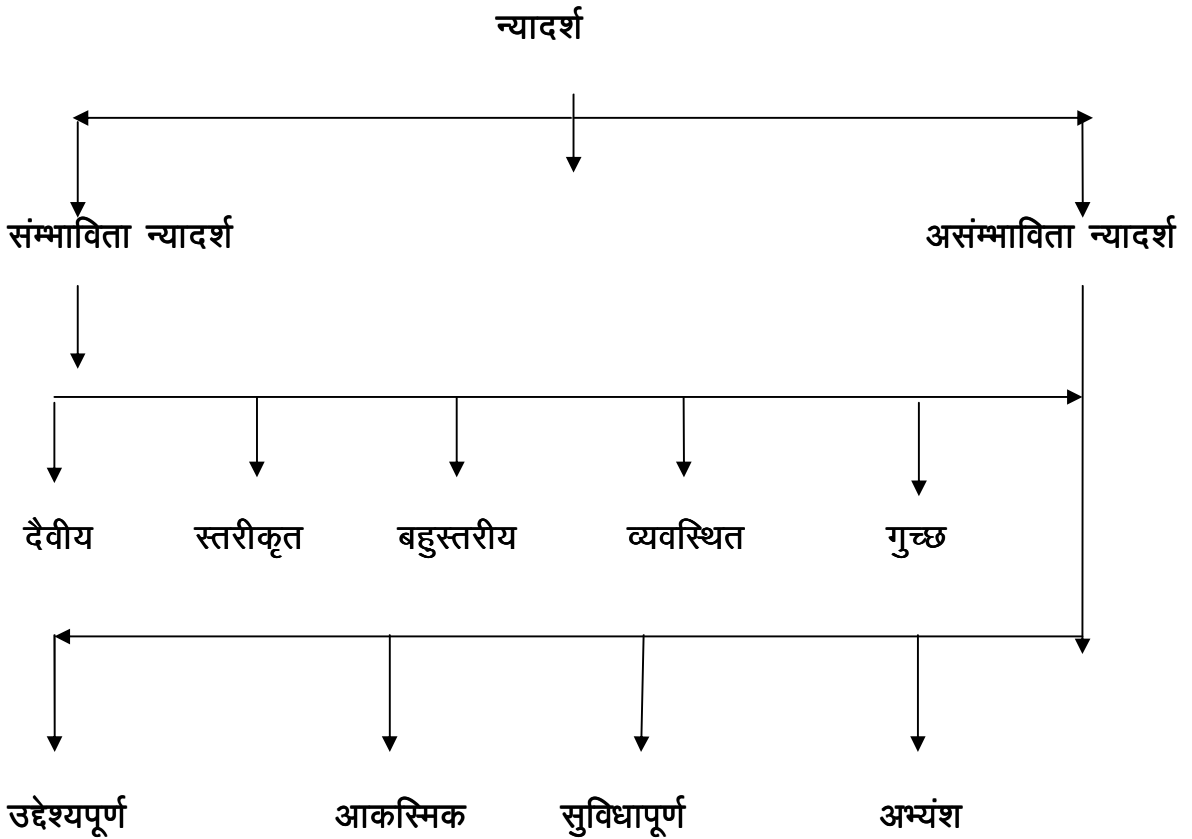 न्यादर्श
संम्भाविता न्यादर्श असंम्भाविता न्यादर्श
दैवीय स्तरीकृत बहुस्तरीय व्यवस्थित गुच्छ
उद्देश्यपूर्ण आकस्मिक सुविधापूर्ण अभ्यंश